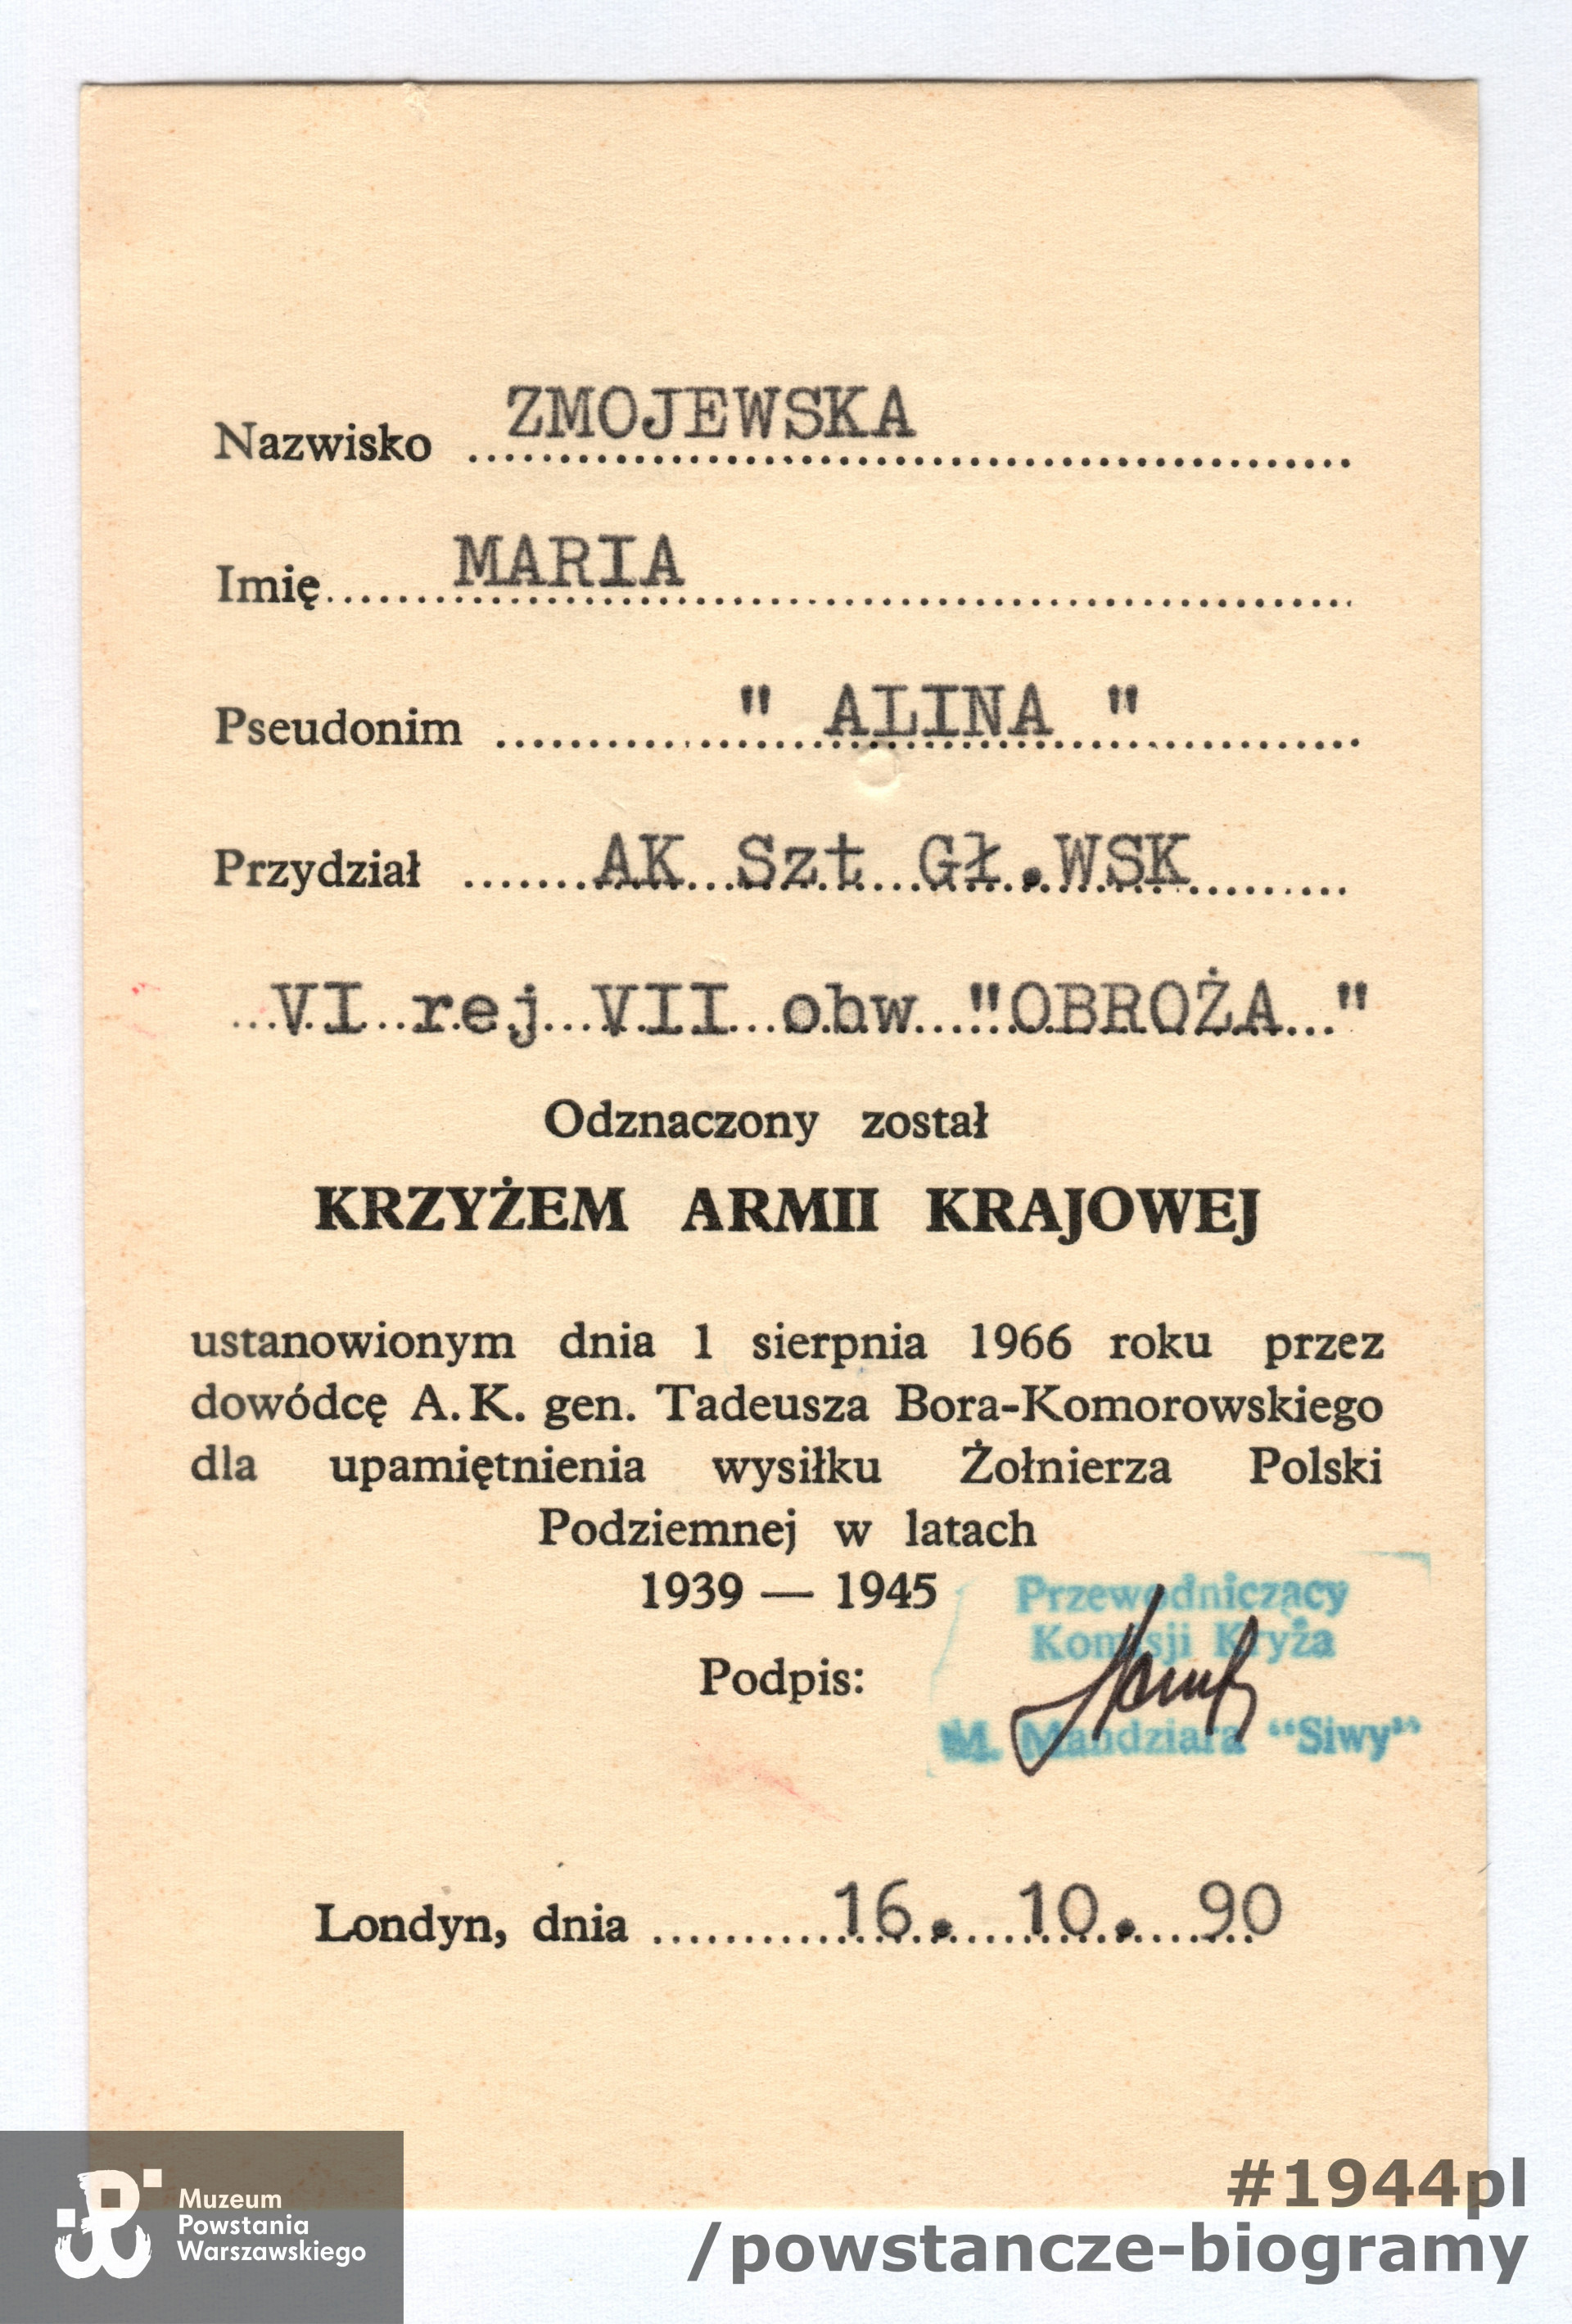 Nazwisko ZMOJEWSKA
Imię MARIA
Pseudonim " ALINA "
Przydział AK Szt Gł.WSK
VI rej VII obw "OBROŻA "
Odznaczony został
KRZYŻEM ARMII KRAJOWEJ
ustanowionym dnia 1 sierpnia 1966 roku przez
dowódcę A.K. gen. Tadeusza Bora-Komorowskiego
dla upamiętnienia wysiłku Żołnierza Polski
Podziemnej w latach
1939 — 1945
Przewodniczący
Komisji Kryża
Podpis:
M. Mandziara “Siwy”
Londyn, dnia 16. 10. 90
Muzeum
Powstania
Warszawskiego
#1944pl
/powstancze-biogramy